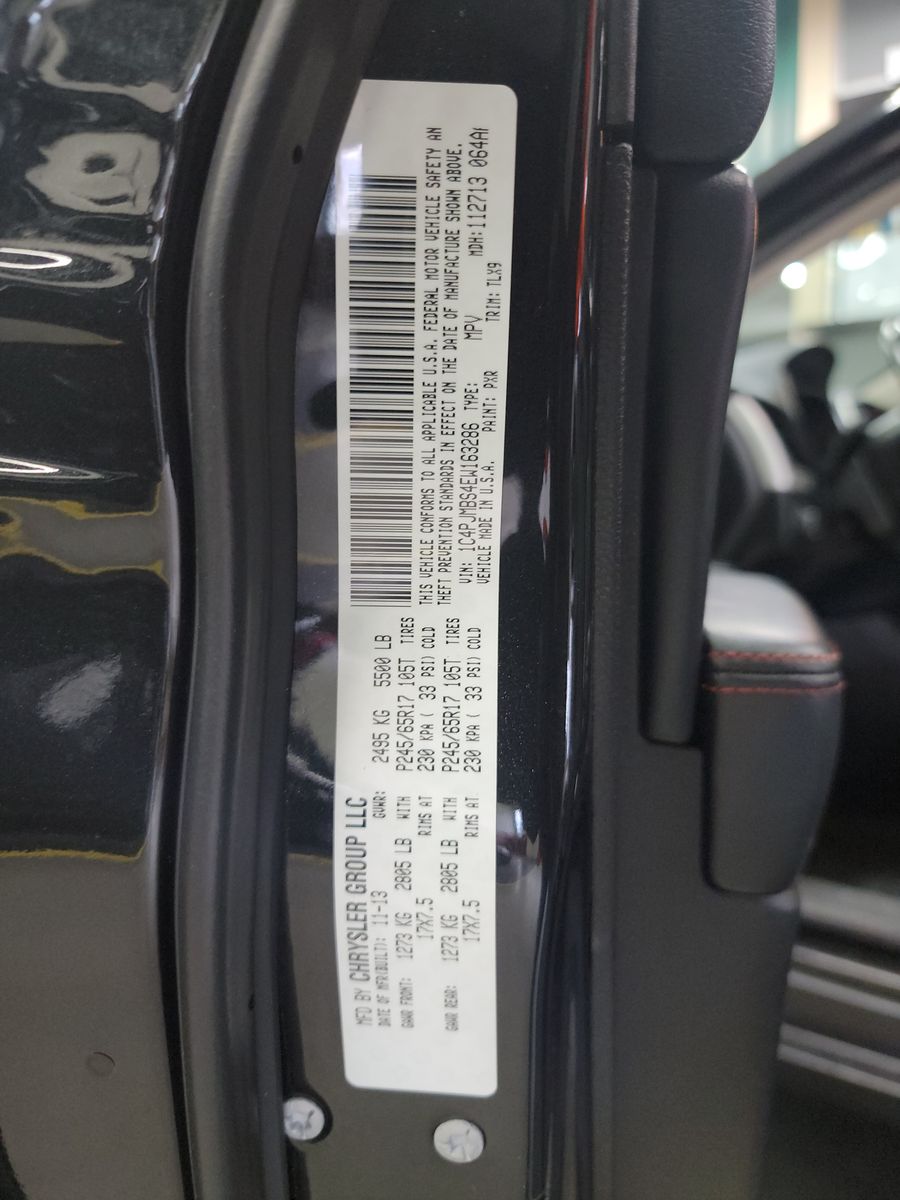 MFD BY CHRYSLER GROUP LLC
DATE OF MFR(BUILT): 11-13 GVWR: 2495 KG 5500 LB
GAWR FRONT: 1273 KG 2805 LB WITH P245/65R17 105T TIRES
17X7.5 RIMS AT 230 KPA ( 33 PSI) COLD
GAWR REAR: 1273 KG 2805 LB WITH P245/65R17 105T TIRES
17X7.5 RIMS AT 230 KPA ( 33 PSI) COLD
THIS VEHICLE CONFORMS TO ALL APPLICABLE U.S.A. FEDERAL MOTOR VEHICLE SAFETY AN
THEFT PREVENTION STANDARDS IN EFFECT ON THE DATE OF MANUFACTURE SHOWN ABOVE.
VIN: 1C4PJMBS4EW163286 TYPE: MPV MDH: 112713 064A
VEHICLE MADE IN U.S.A. PAINT: PXR TRIM: TLX9